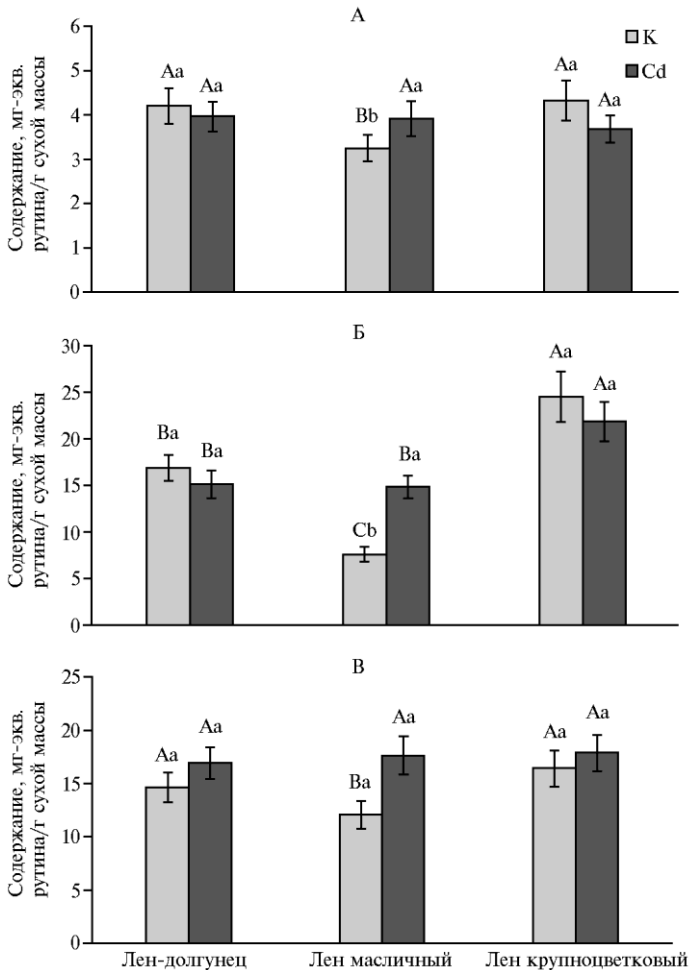 А
6
5
4
3
2
1
0
Содержание, мг-экв.
рутина/г сухой массы
K
Cd
Aa
Aa
Bb
Aa
Aa
Aa
Б
30
25
20
15
10
5
0
Содержание, мг-экв.
рутина/г сухой массы
Ba
Ba
Cb
Ba
Aa
Aa
В
25
20
15
10
5
0
Содержание, мг-экв.
рутина/г сухой массы
Aa
Aa
Ba
Aa
Aa
Aa
Лен-долгунец
Лен масличный
Лен крупноцветковый